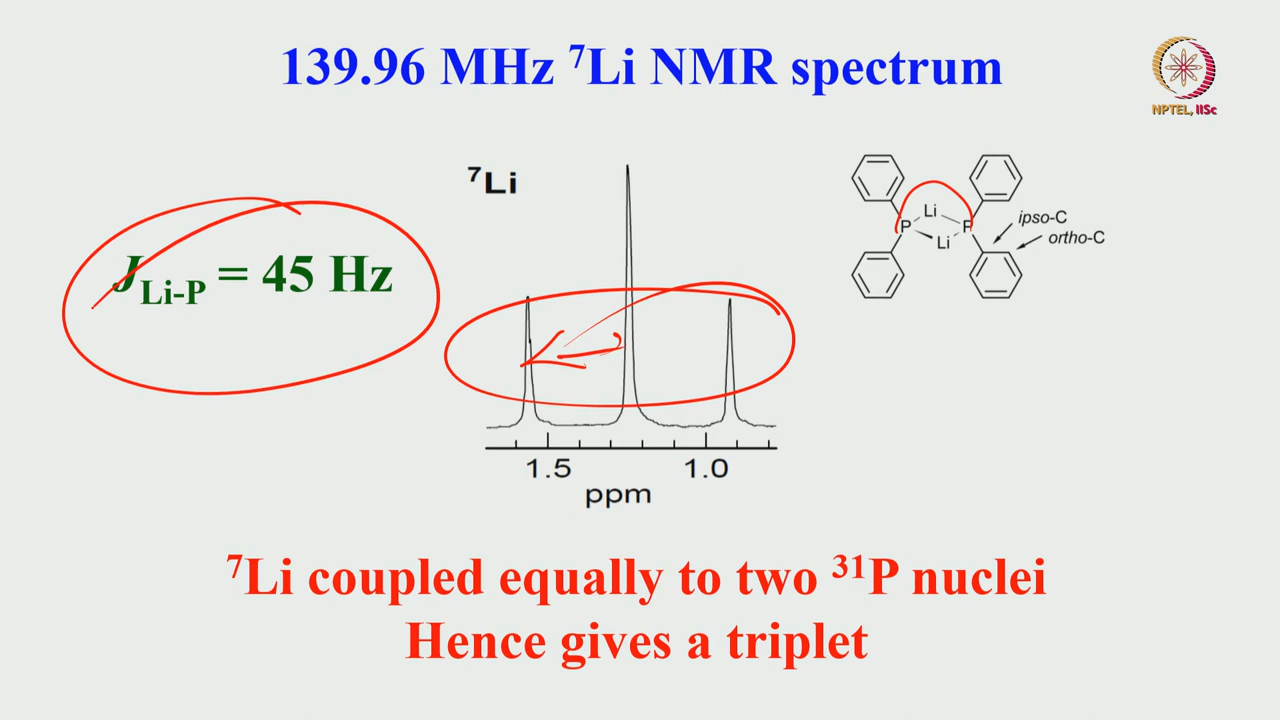 139.96 MHz ⁷Li NMR spectrum
NPTEL, IISc
⁷Li
J Li-P = 45 Hz
Li
P
P
Li
ipso-C
ortho-C
1.5 1.0
ppm
⁷Li coupled equally to two ³¹P nuclei
Hence gives a triplet